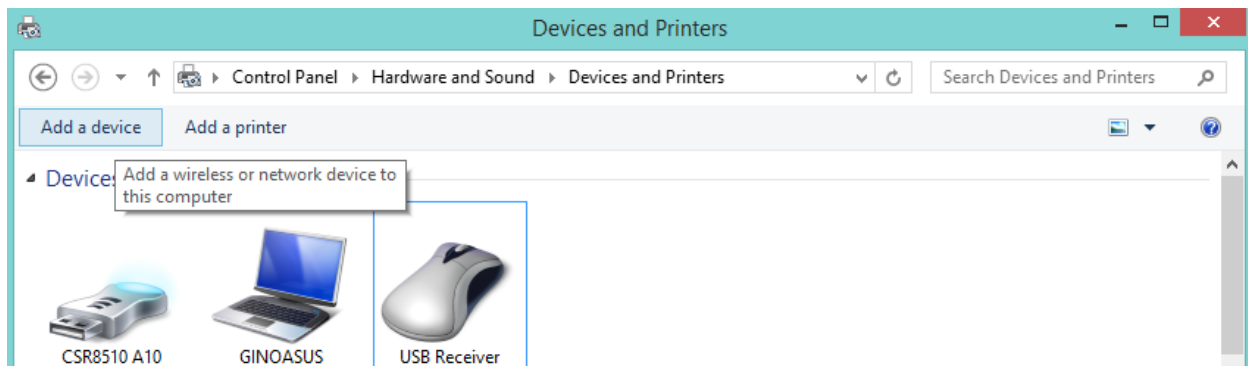 Devices and Printers
Control Panel Hardware and Sound Devices and Printers
Search Devices and Printers
Add a device Add a printer
Add a wireless or network device to
this computer
CSR8510 A10 GINOASUS USB Receiver